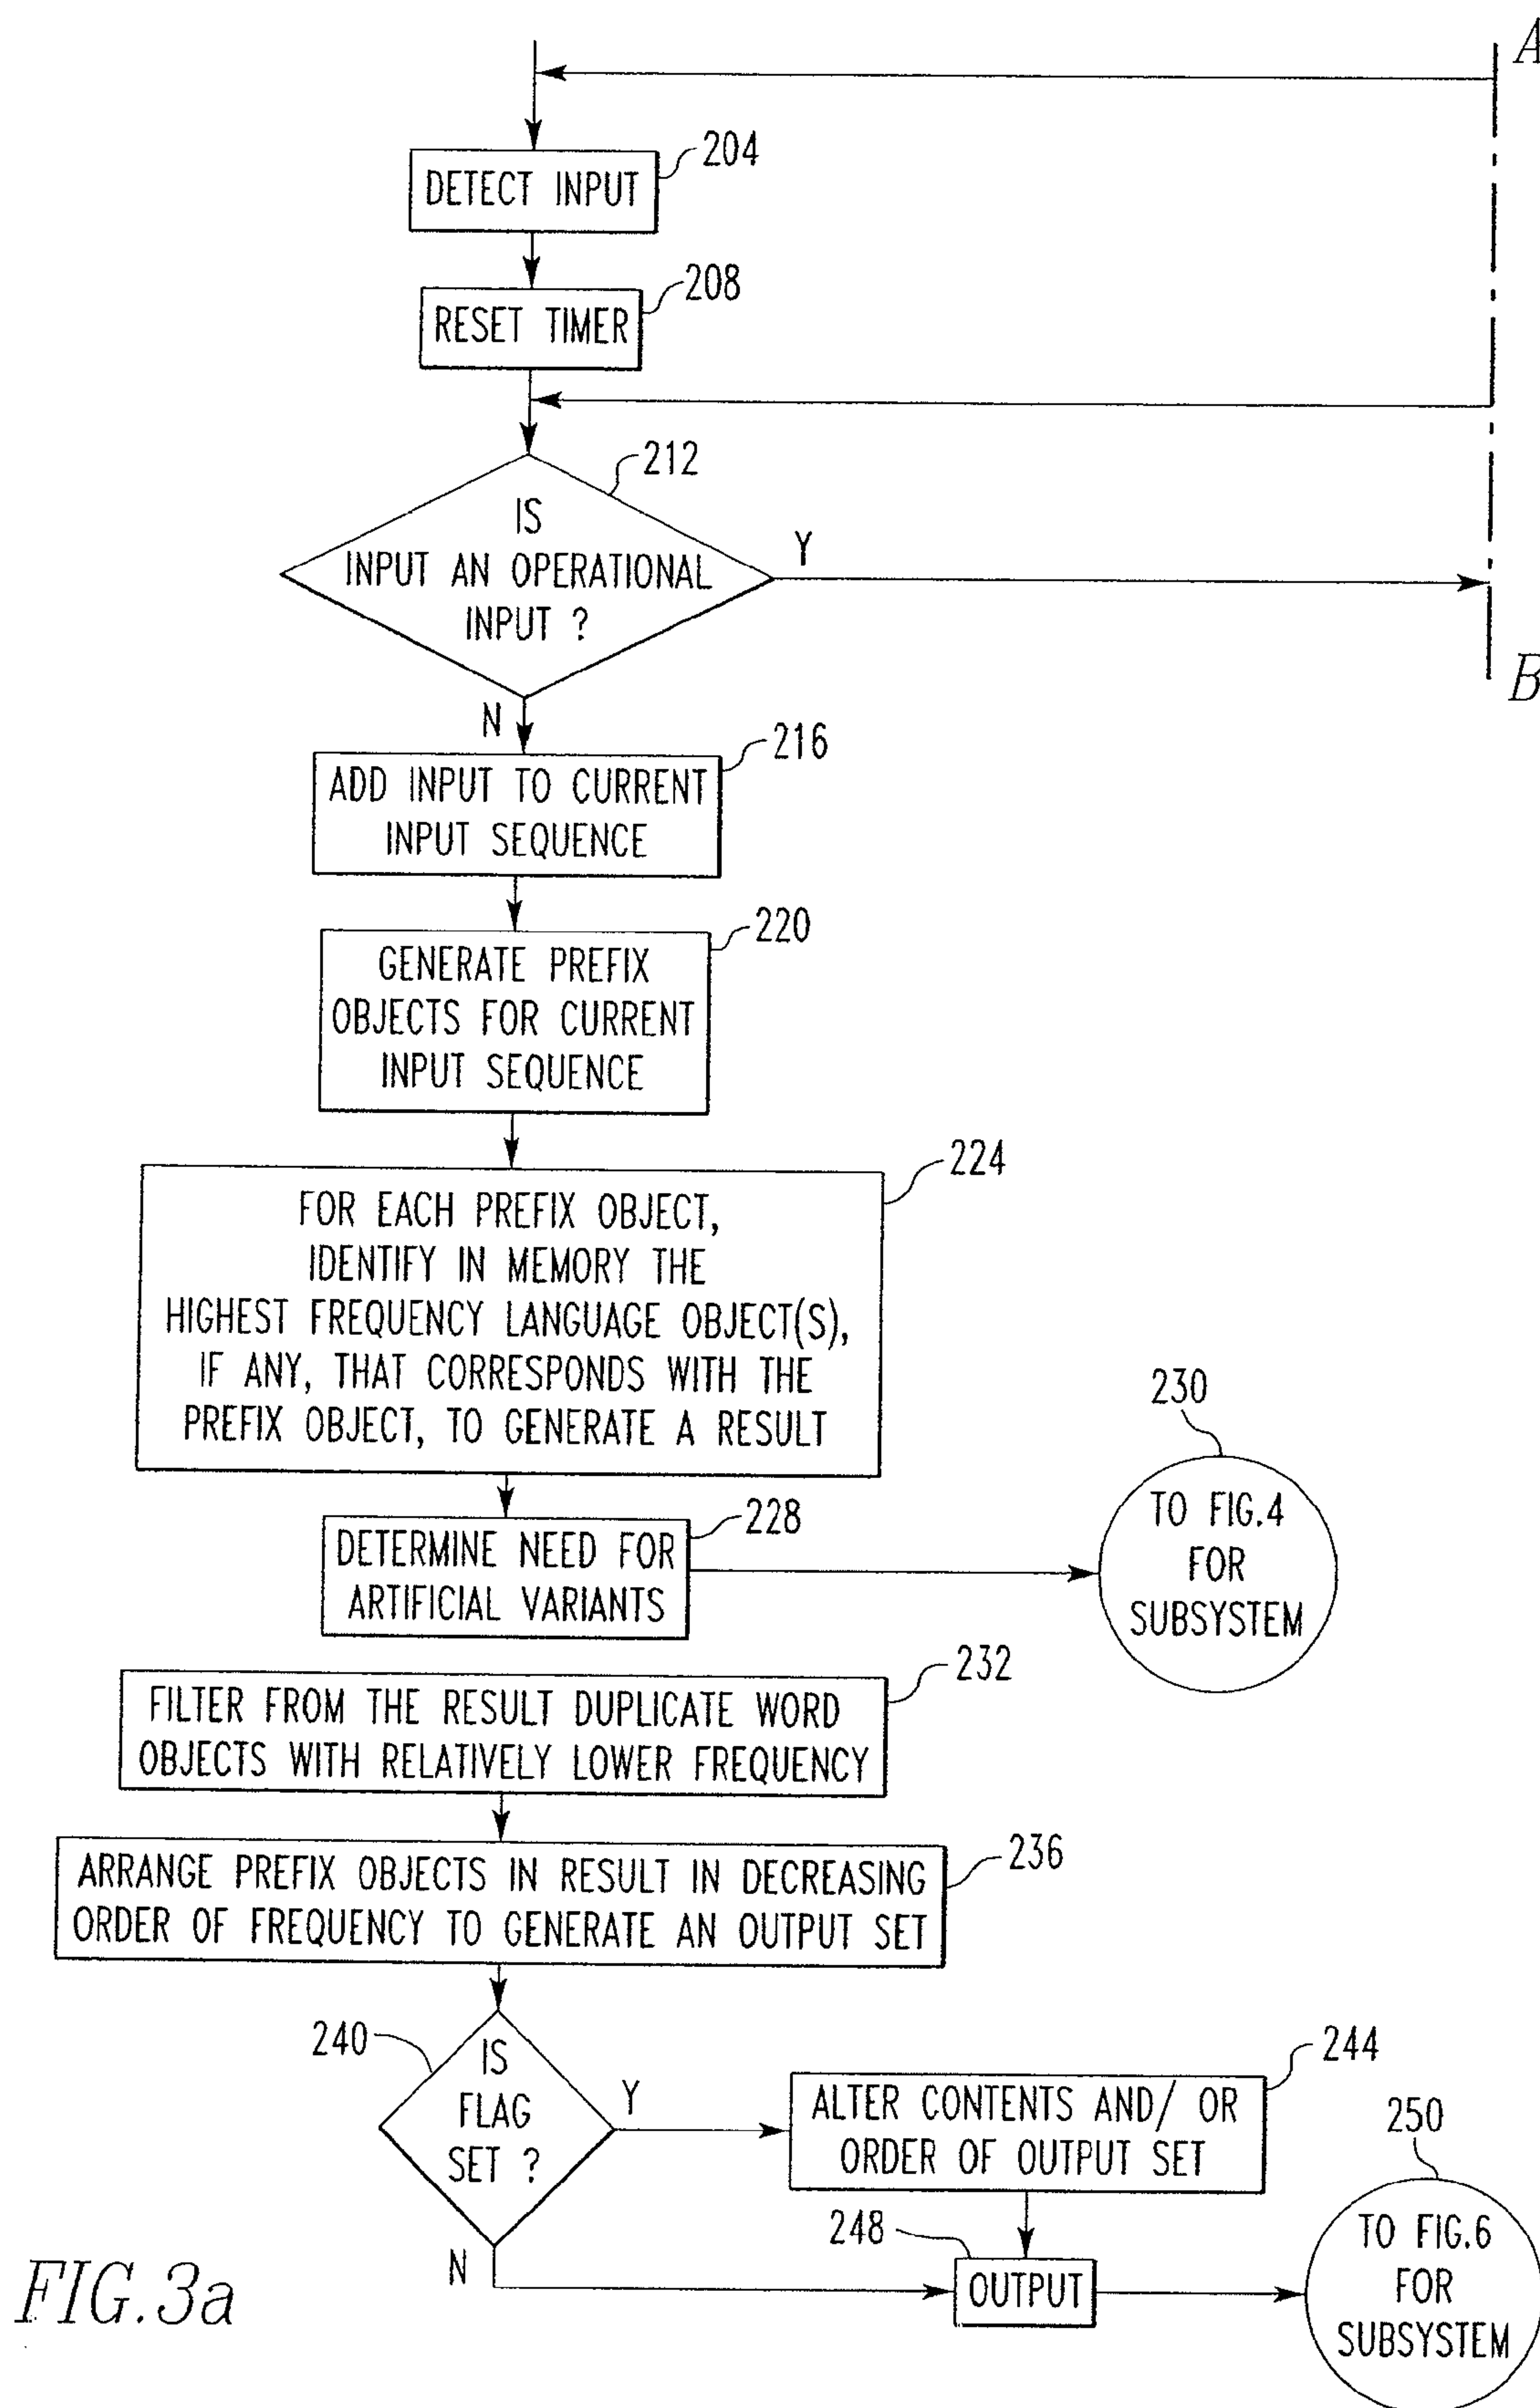 A
204
DETECT INPUT
208
RESET TIMER
212
IS
INPUT AN OPERATIONAL
INPUT ?
Y
B
N
216
ADD INPUT TO CURRENT
INPUT SEQUENCE
220
GENERATE PREFIX
OBJECTS FOR CURRENT
INPUT SEQUENCE
224
FOR EACH PREFIX OBJECT,
IDENTIFY IN MEMORY THE
HIGHEST FREQUENCY LANGUAGE OBJECT(S),
IF ANY, THAT CORRESPONDS WITH THE
PREFIX OBJECT, TO GENERATE A RESULT
228
DETERMINE NEED FOR
ARTIFICIAL VARIANTS
230
TO FIG.4
FOR
SUBSYSTEM
232
FILTER FROM THE RESULT DUPLICATE WORD
OBJECTS WITH RELATIVELY LOWER FREQUENCY
236
ARRANGE PREFIX OBJECTS IN RESULT IN DECREASING
ORDER OF FREQUENCY TO GENERATE AN OUTPUT SET
240
IS
FLAG
SET ?
Y
244
ALTER CONTENTS AND/ OR
ORDER OF OUTPUT SET
N
248
OUTPUT
250
TO FIG.6
FOR
SUBSYSTEM
FIG.3a